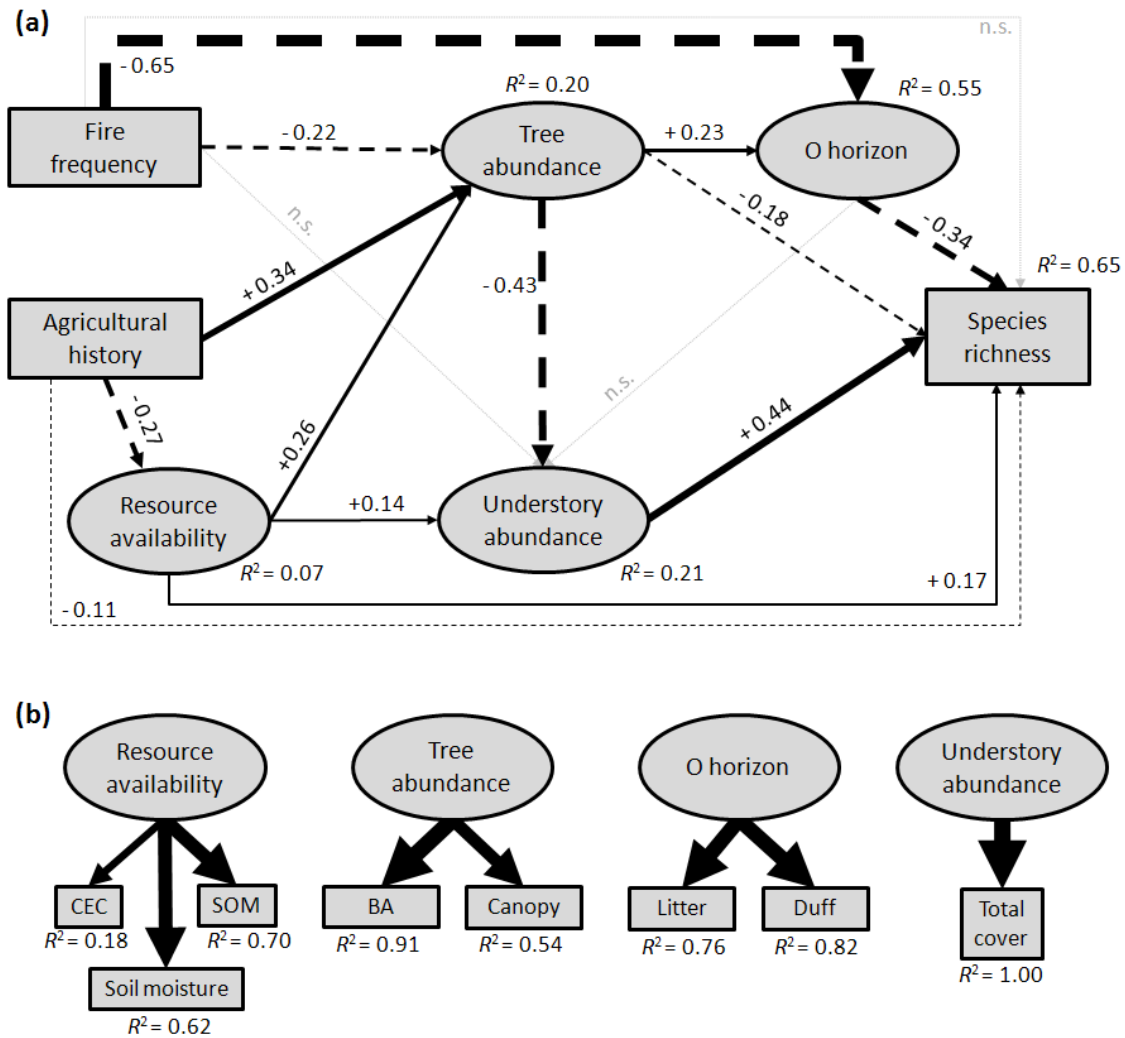 (a)
n.s.
- 0.65
R² = 0.20
R² = 0.55
Fire
frequency
- 0.22
Tree
abundance
+ 0.23
O horizon
n.s.
- 0.18
- 0.34
+ 0.34
R² = 0.65
Agricultural
history
- 0.43
Species
richness
- 0.27
+0.26
n.s.
+ 0.44
Resource
availability
+0.14
Understory
abundance
R² = 0.07
R² = 0.21
+ 0.17
- 0.11
(b)
Resource
availability
Tree
abundance
O horizon
Understory
abundance
CEC
SOM
BA
Canopy
Litter
Duff
Total
cover
R² = 0.18
R² = 0.70
R² = 0.91
R² = 0.54
R² = 0.76
R² = 0.82
R² = 1.00
Soil moisture
R² = 0.62